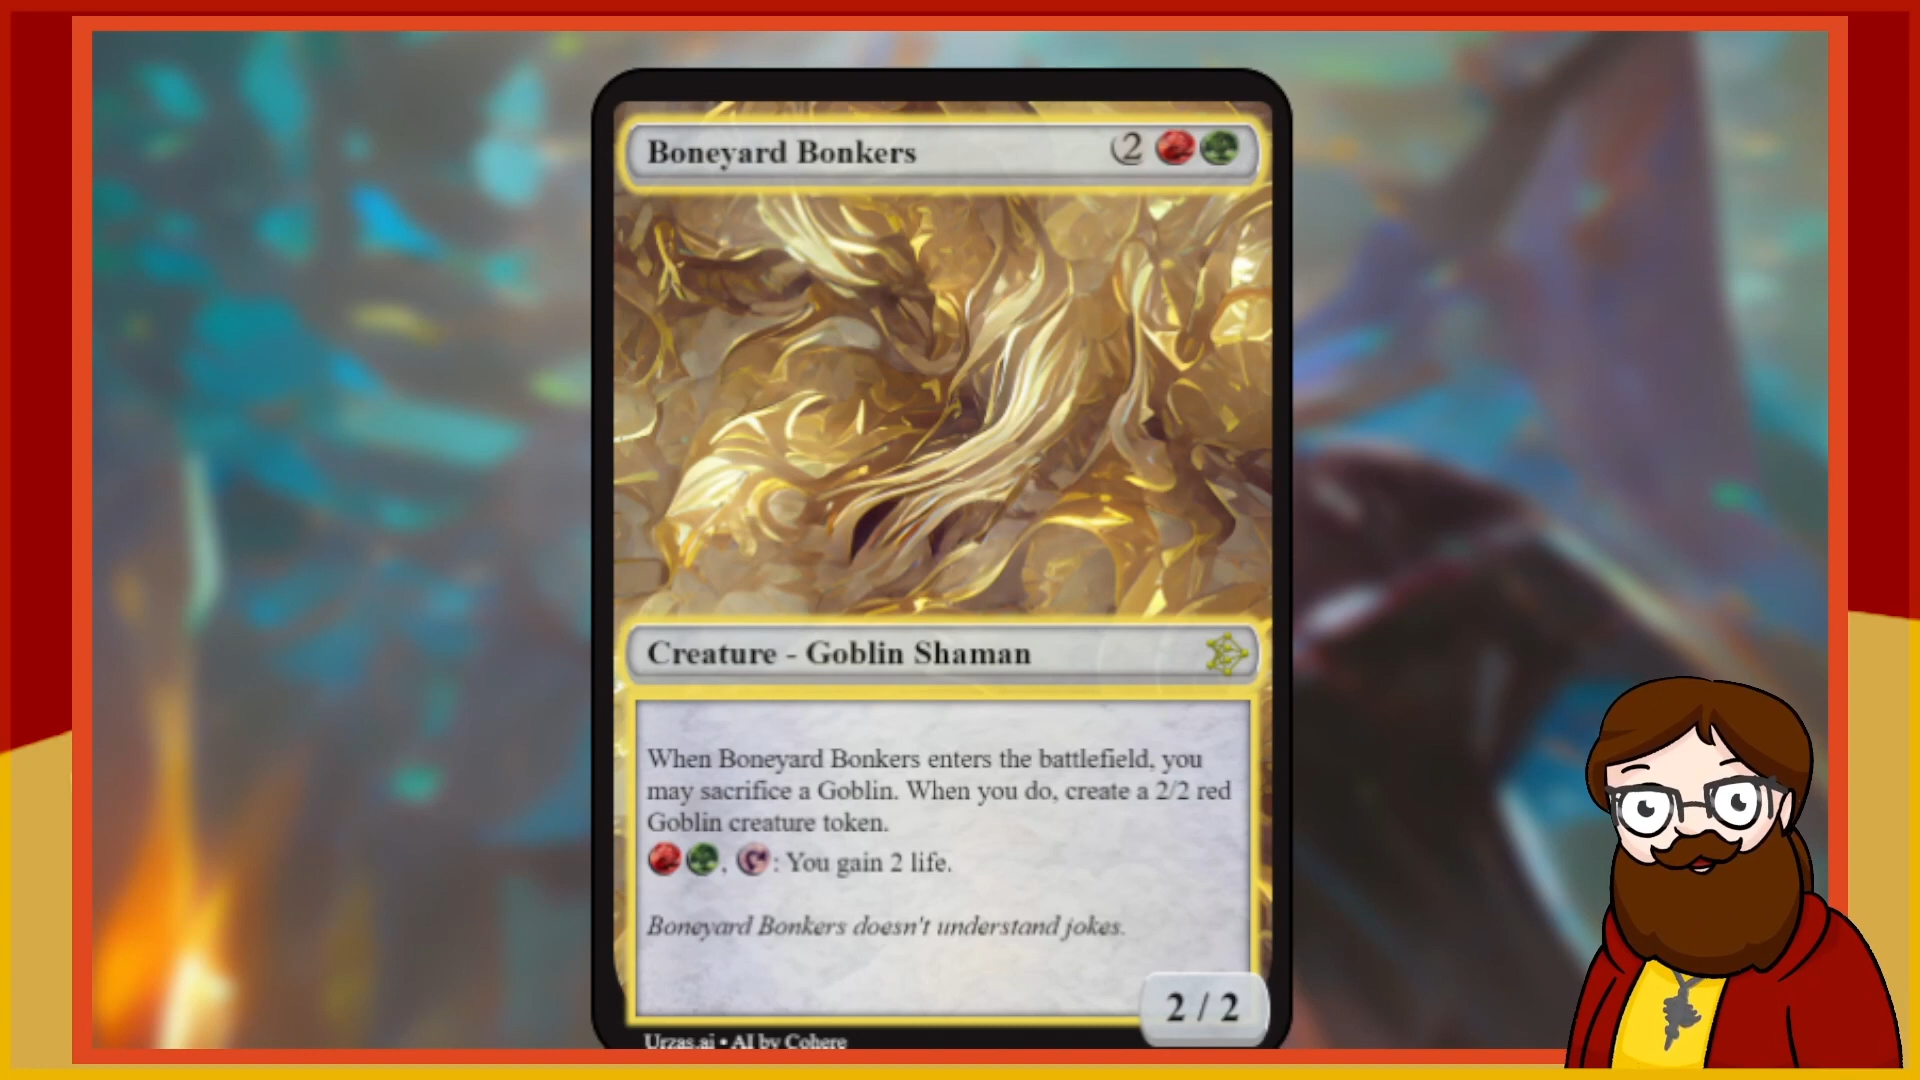 Boneyard Bonkers 2
Creature - Goblin Shaman
When Boneyard Bonkers enters the battlefield, you
may sacrifice a Goblin. When you do, create a 2/2 red
Goblin creature token.
, : You gain 2 life.
Boneyard Bonkers doesn't understand jokes.
2 / 2
Urzas.ai • AI by Cohere